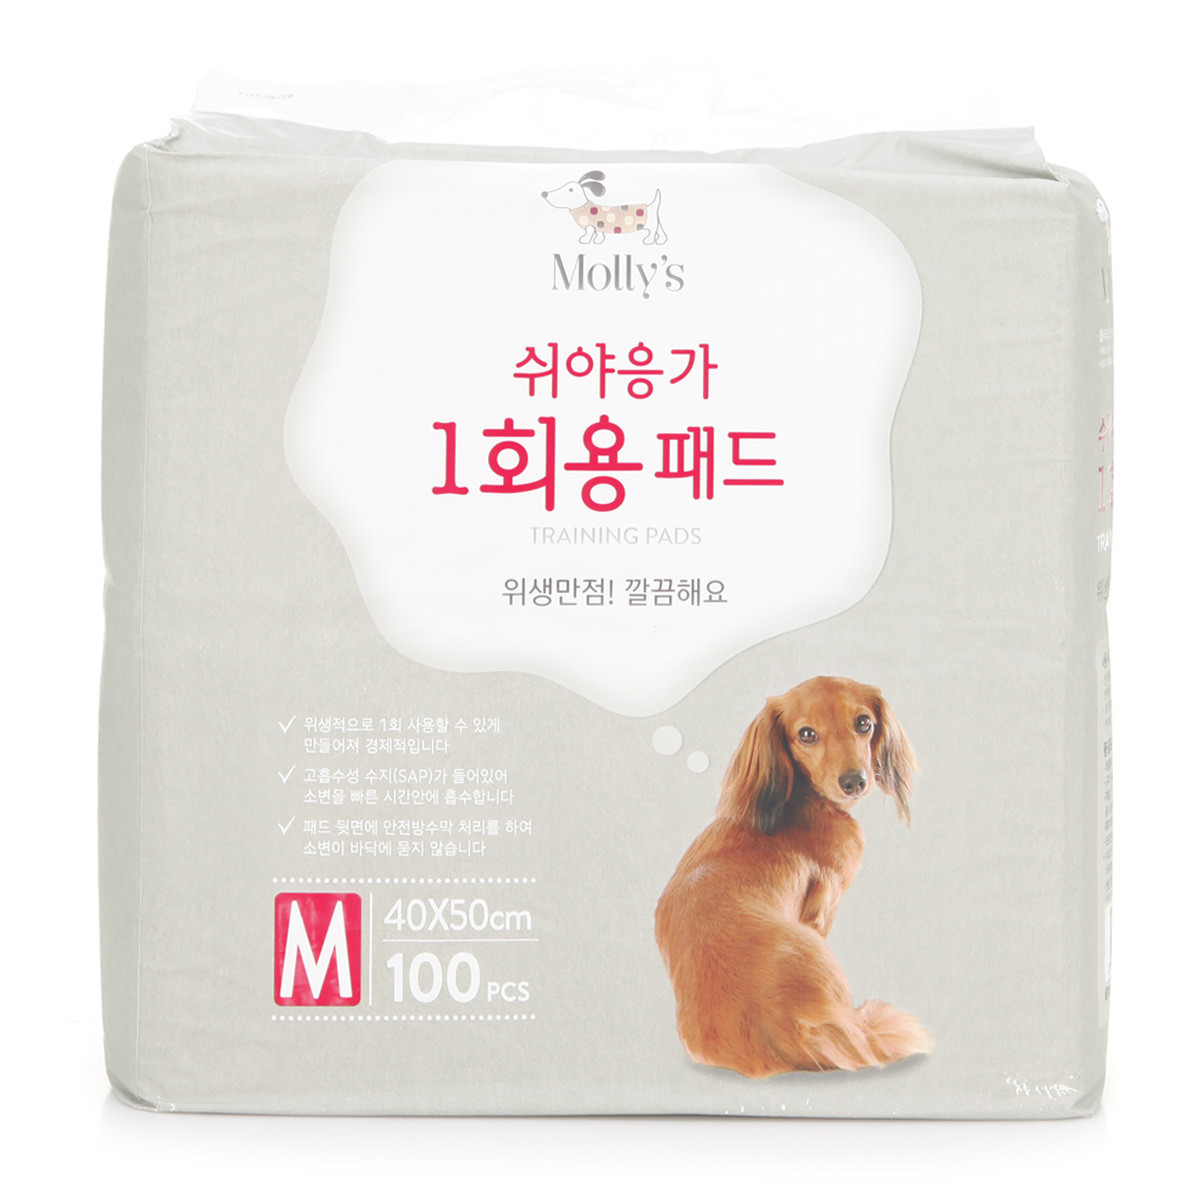 Molly's
쉬야응가
1회용 패드
TRAINING PADS
위생만점! 깔끔해요
위생적으로 1회 사용할 수 있게
만들어져 경제적입니다
고흡수성 수지(SAP)가 들어있어
소변을 빠른 시간안에 흡수합니다
패드 뒷면에 안전방수막 처리를 하여
소변이 바닥에 묻지 않습니다
M
40X50cm
100 PCS